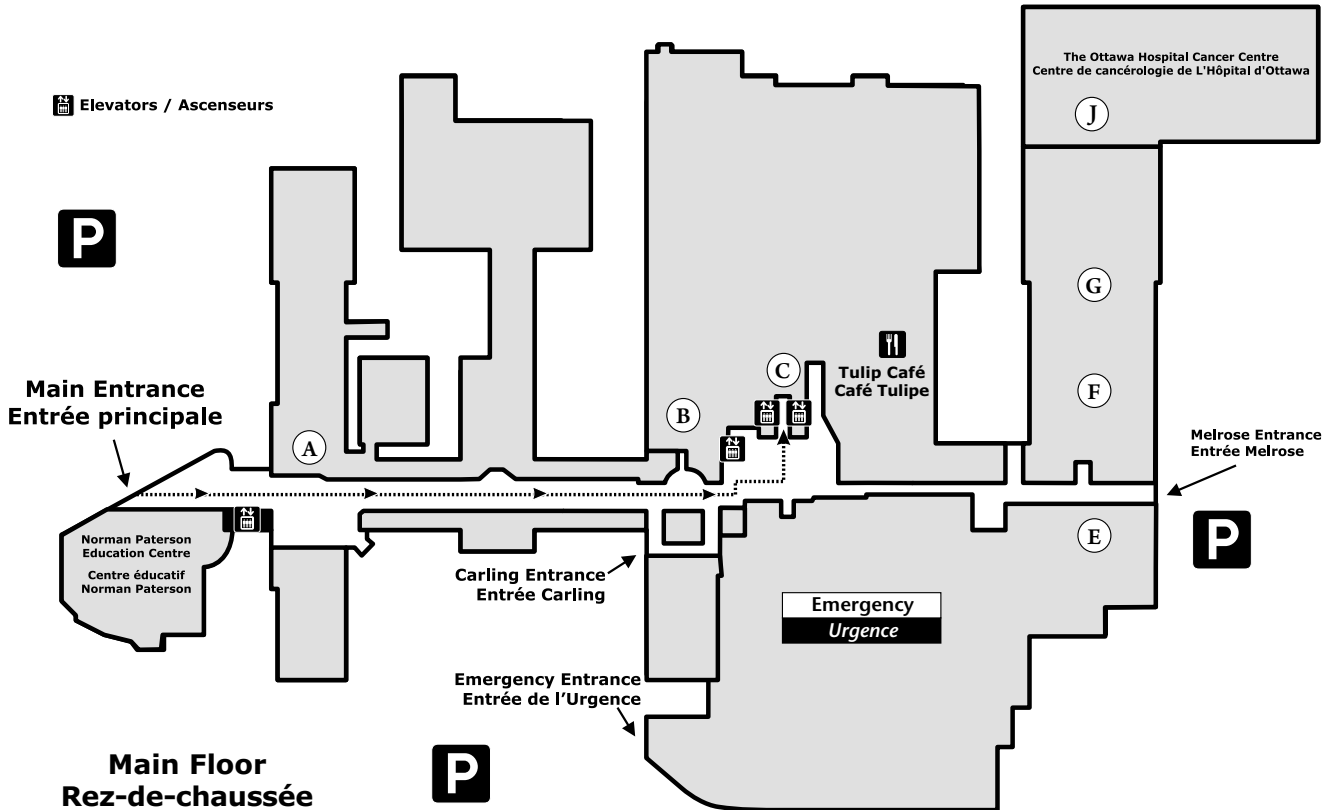 The Ottawa Hospital Cancer Centre
Centre de cancérologie de L'Hôpital d'Ottawa
J
Elevators / Ascenseurs
P
G
Main Entrance
Entrée principale
C
Tulip Café
Café Tulipe
F
B
A
Melrose Entrance
Entrée Melrose
Norman Paterson
Education Centre
Centre éducatif
Norman Paterson
E
P
Carling Entrance
Entrée Carling
Emergency
Urgence
Emergency Entrance
Entrée de l'Urgence
Main Floor
Rez-de-chaussée
P